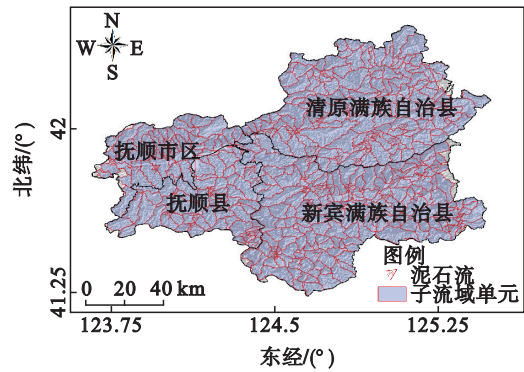 N
W E
S
清原满族自治县
42
抚顺市区
抚顺县
新宾满族自治县
北纬/(°)
图例
泥石流
子流域单元
0 20 40 km
41.25
123.75 124.5 125.25
东经/(°)